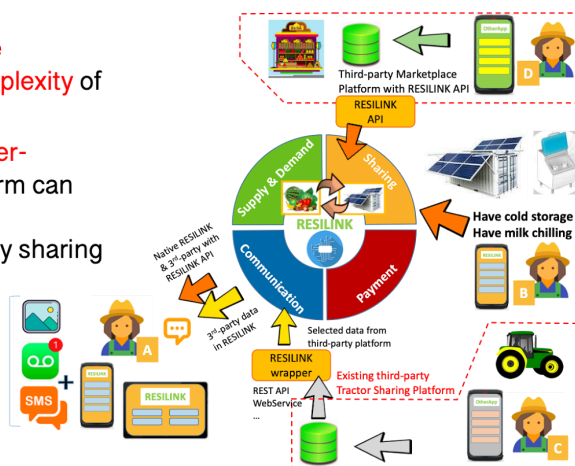 plexity of
er-
rm can
y sharing
OtherApp
D
Third-party Marketplace
Platform with RESILINK API
RESILINK
API
Supply & Demand
Sharing
RESILINK
Communication
Payment
Have cold storage
Have milk chilling
RESILINK
B
Native RESILINK
& 3rd-party with
RESILINK API
3rd-party data
in RESILINK
A
1
SMS
+
RESILINK
RESILINK
Selected data from
third-party platform
RESILINK
wrapper
REST API
WebService
...
Existing third-party
Tractor Sharing Platform
OtherApp
C